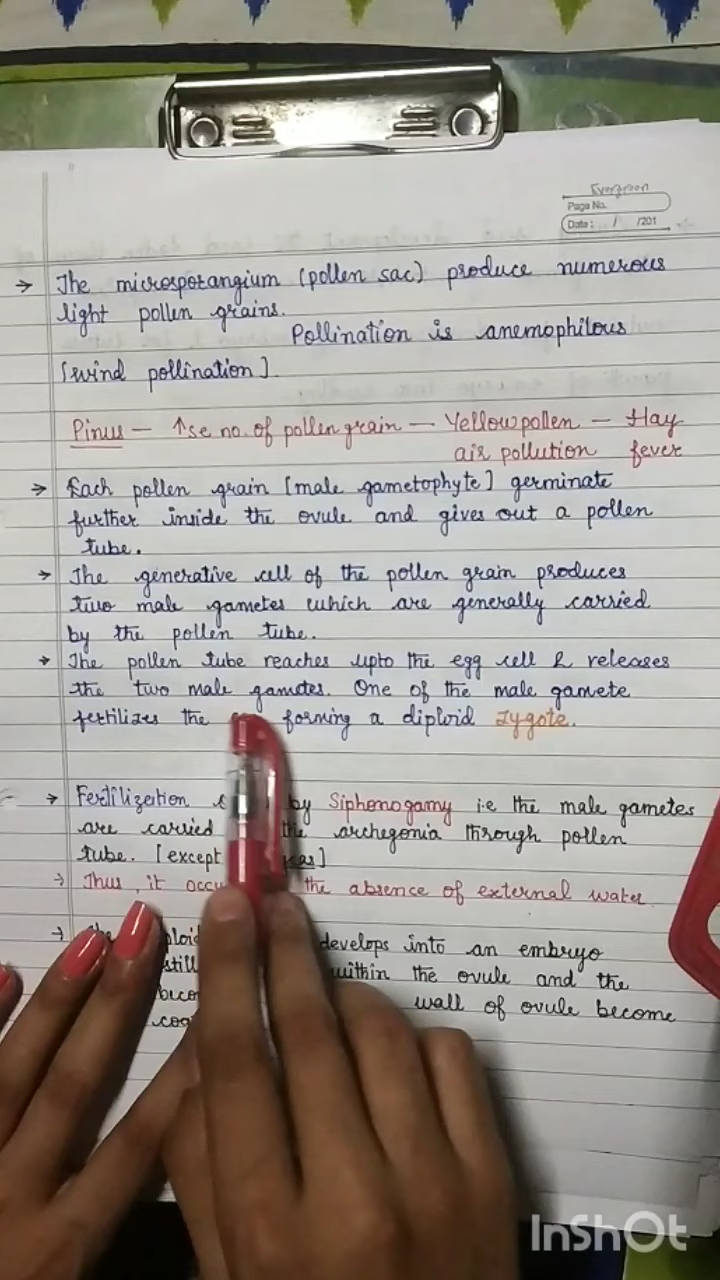 Evergreen
Page No.
Date : / /201
→ The microsporangium (pollen sac) produce numerous
light pollen grains.
Pollination is anemophilous
[wind pollination].
Pinus – ↑se no. of pollen grain – Yellow pollen – Hay
air pollution fever
→ Each pollen grain [male gametophyte] germinate
further inside the ovule and gives out a pollen
tube.
→ The generative cell of the pollen grain produces
two male gametes which are generally carried
by the pollen tube.
→ The pollen tube reaches upto the egg cell & releases
the two male gametes. One of the male gamete
fertilizes the forming a diploid zygote.
→ Fertilization by Siphonogamy i.e the male gametes
are carried the archegonia through pollen
tube. [except
→ Thus, it occu the absence of external water.
→ develops into an embryo
still within the ovule and the
beco wall of ovule become
InShOt